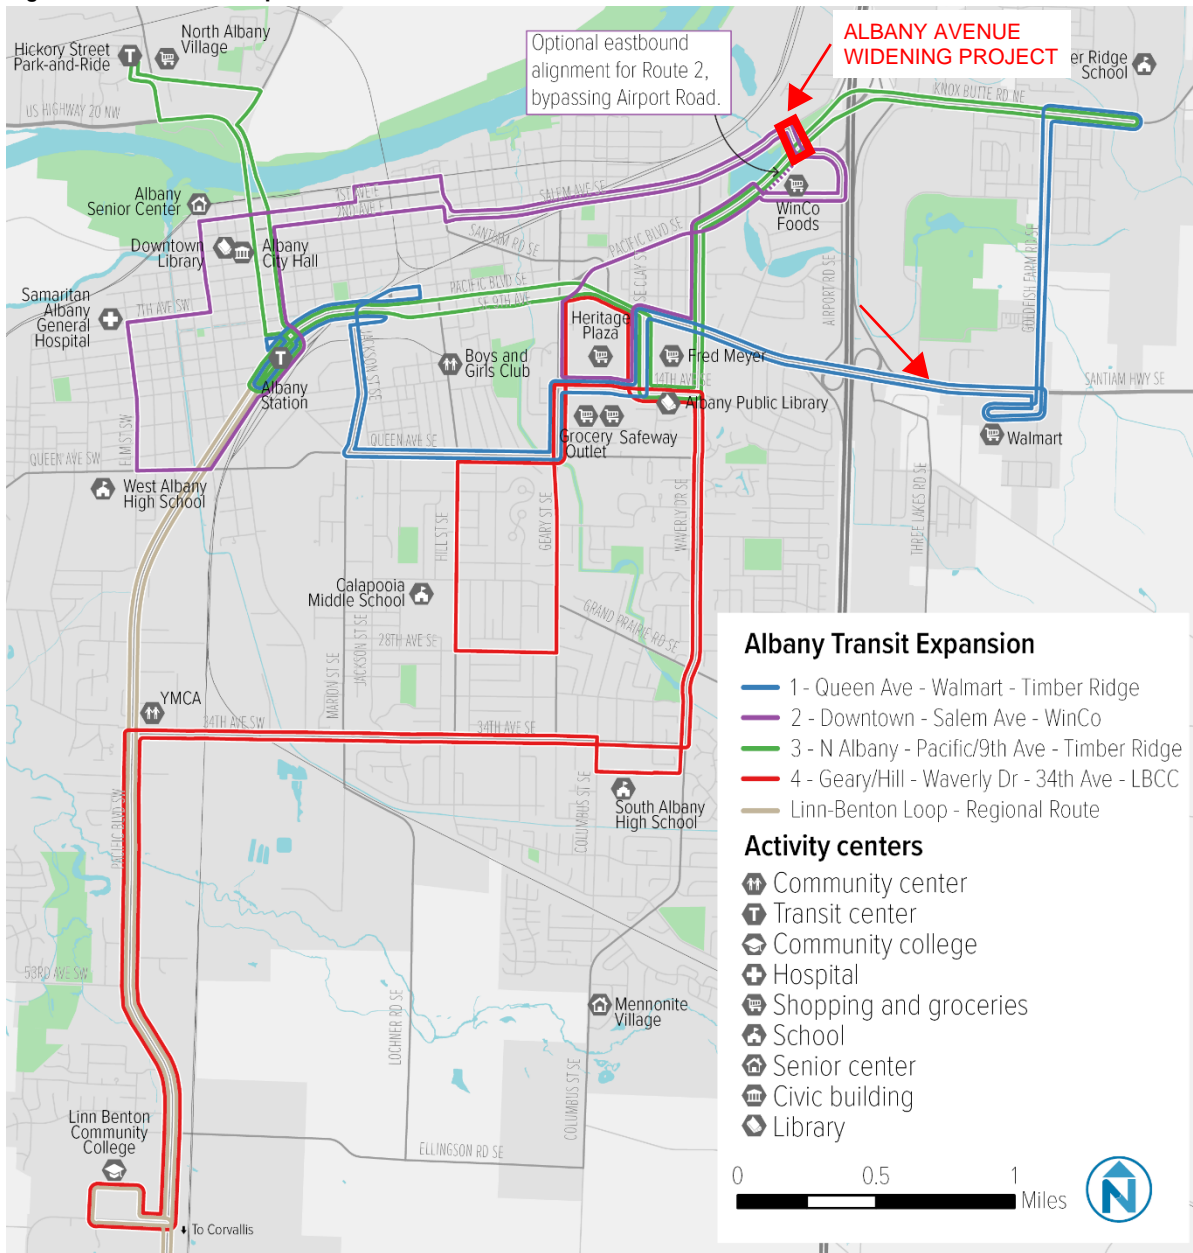 Hickory Street
Park-and-Ride
North Albany
Village
US HIGHWAY 20 NW
Optional eastbound
alignment for Route 2,
bypassing Airport Road.
ALBANY AVENUE
WIDENING PROJECT
er Ridge
School
KNOX BUTTE RD NE
Albany
Senior Center
1ST AVE E
2ND AVE E
SALEM AVE SE
SANTIAM RD SE
PACIFIC BLVD SE
WinCo
Foods
Downtown
Library
Albany
City Hall
Samaritan
Albany
General
Hospital
7TH AVE SW
PACIFIC BLVD SE
SE 9TH AVE
SE CLAY ST
AIRPORT RD SE
GOLDFISH FARM RD SE
Albany
Station
JACKSON ST SE
Boys and
Girls Club
Heritage
Plaza
Fred Meyer
14TH AVE SE
SANTIAM HWY SE
Albany Public Library
ELM ST SW
QUEEN AVE SW
QUEEN AVE SE
Grocery
Outlet
Safeway
Walmart
West Albany
High School
HILL ST SE
GEARY ST SE
WAVERLY DR SE
THREE LAKES RD SE
Calapooia
Middle School
28TH AVE SE
GRAND PRAIRIE RD SE
MARION ST SE
JACKSON ST SE
YMCA
34TH AVE SW
34TH AVE SE
South Albany
High School
COLUMBUS ST SE
PACIFIC BLVD SW
53RD AVE SW
LOCHNER RD SE
Mennonite
Village
COLUMBUS ST SE
Linn Benton
Community
College
ELLINGSON RD SE
To Corvallis
Albany Transit Expansion
1 - Queen Ave - Walmart - Timber Ridge
2 - Downtown - Salem Ave - WinCo
3 - N Albany - Pacific/9th Ave - Timber Ridge
4 - Geary/Hill - Waverly Dr - 34th Ave - LBCC
Linn-Benton Loop - Regional Route
Activity centers
Community center
T Transit center
Community college
Hospital
Shopping and groceries
School
Senior center
Civic building
Library
0 0.5 1
Miles
N